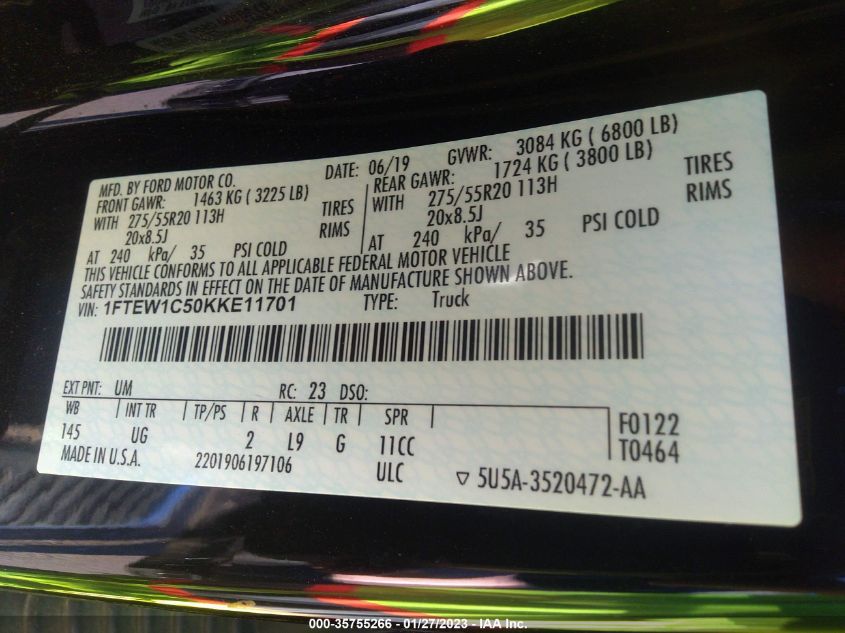 MFD. BY FORD MOTOR CO. DATE: 06/19 GVWR: 3084 KG ( 6800 LB)
FRONT GAWR: 1463 KG ( 3225 LB) REAR GAWR: 1724 KG ( 3800 LB)
WITH 275/55R20 113H TIRES WITH 275/55R20 113H TIRES
20x8.5J RIMS 20x8.5J RIMS
AT 240 kPa/ 35 PSI COLD AT 240 kPa/ 35 PSI COLD
THIS VEHICLE CONFORMS TO ALL APPLICABLE FEDERAL MOTOR VEHICLE
SAFETY STANDARDS IN EFFECT ON THE DATE OF MANUFACTURE SHOWN ABOVE.
VIN: 1FTEW1C50KKE11701 TYPE: Truck
EXT PNT: UM RC: 23 DSO:
WB INT TR TP/PS R AXLE TR SPR F0122
145 UG 2 L9 G 11CC T0464
MADE IN U.S.A. 2201906197106 ULC ▽ 5U5A-3520472-AA
000-35755266 - 01/27/2023 - IAA Inc.